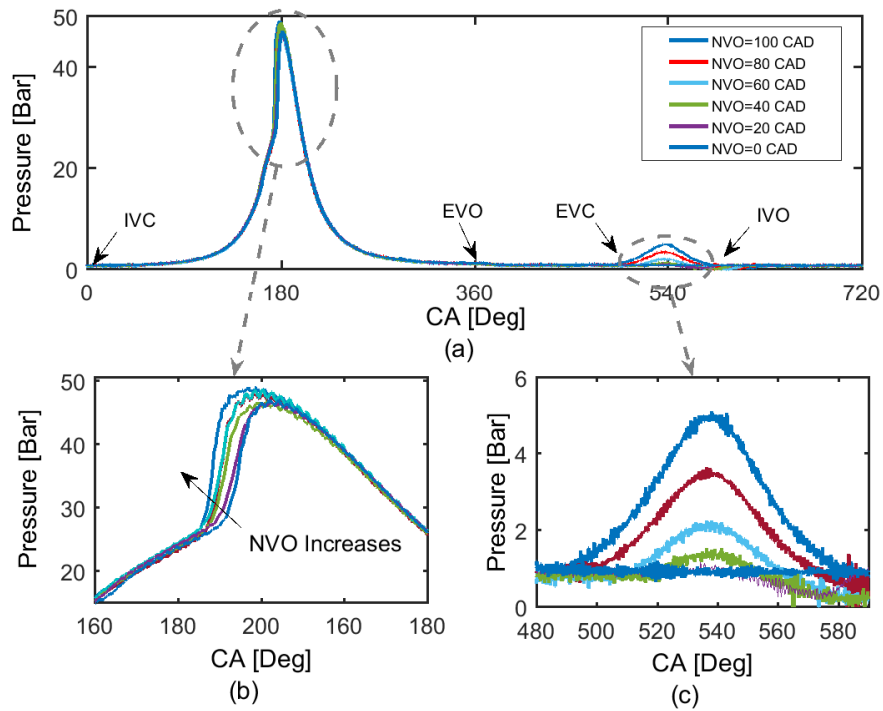 50
40
20
0
Pressure [Bar]
NVO=100 CAD
NVO=80 CAD
NVO=60 CAD
NVO=40 CAD
NVO=20 CAD
NVO=0 CAD
IVC
EVO
EVC
IVO
0 180 360 540 720
CA [Deg]
(a)
50
40
30
20
Pressure [Bar]
NVO Increases
160 180 200 160 180
CA [Deg]
(b)
6
4
2
0
Pressure [Bar]
480 500 520 540 560 580
CA [Deg]
(c)